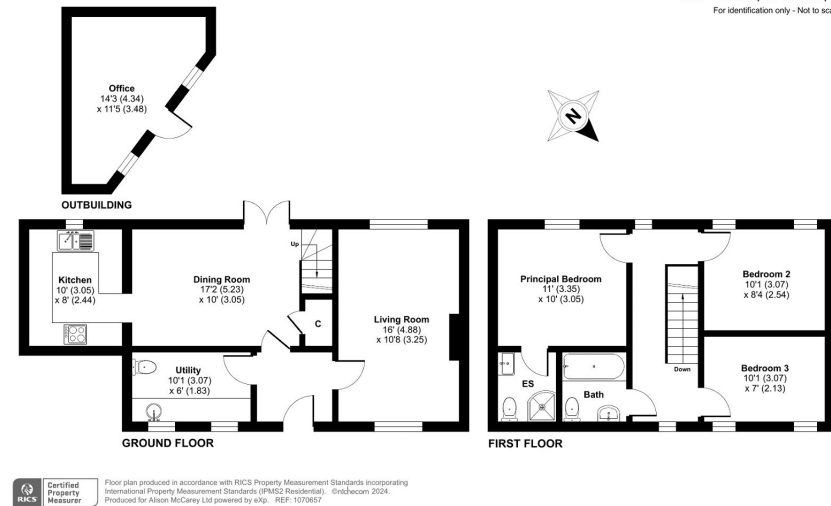 For identification only - Not to sca
N
Office
14'3 (4.34)
x 11'5 (3.48)
OUTBUILDING
Kitchen
10' (3.05)
x 8' (2.44)
Dining Room
17'2 (5.23)
x 10' (3.05)
Up
C
Living Room
16' (4.88)
x 10'8 (3.25)
Utility
10'1 (3.07)
x 6' (1.83)
GROUND FLOOR
Principal Bedroom
11' (3.35)
x 10' (3.05)
Bedroom 2
10'1 (3.07)
x 8'4 (2.54)
Down
Bedroom 3
10'1 (3.07)
x 7' (2.13)
ES
Bath
FIRST FLOOR
RICS
Certified
Property
Measurer
Floor plan produced in accordance with RICS Property Measurement Standards incorporating
International Property Measurement Standards (IPMS2 Residential). ©ntchecom 2024.
Produced for Alison McCarey Ltd powered by eXp. REF: 1070657